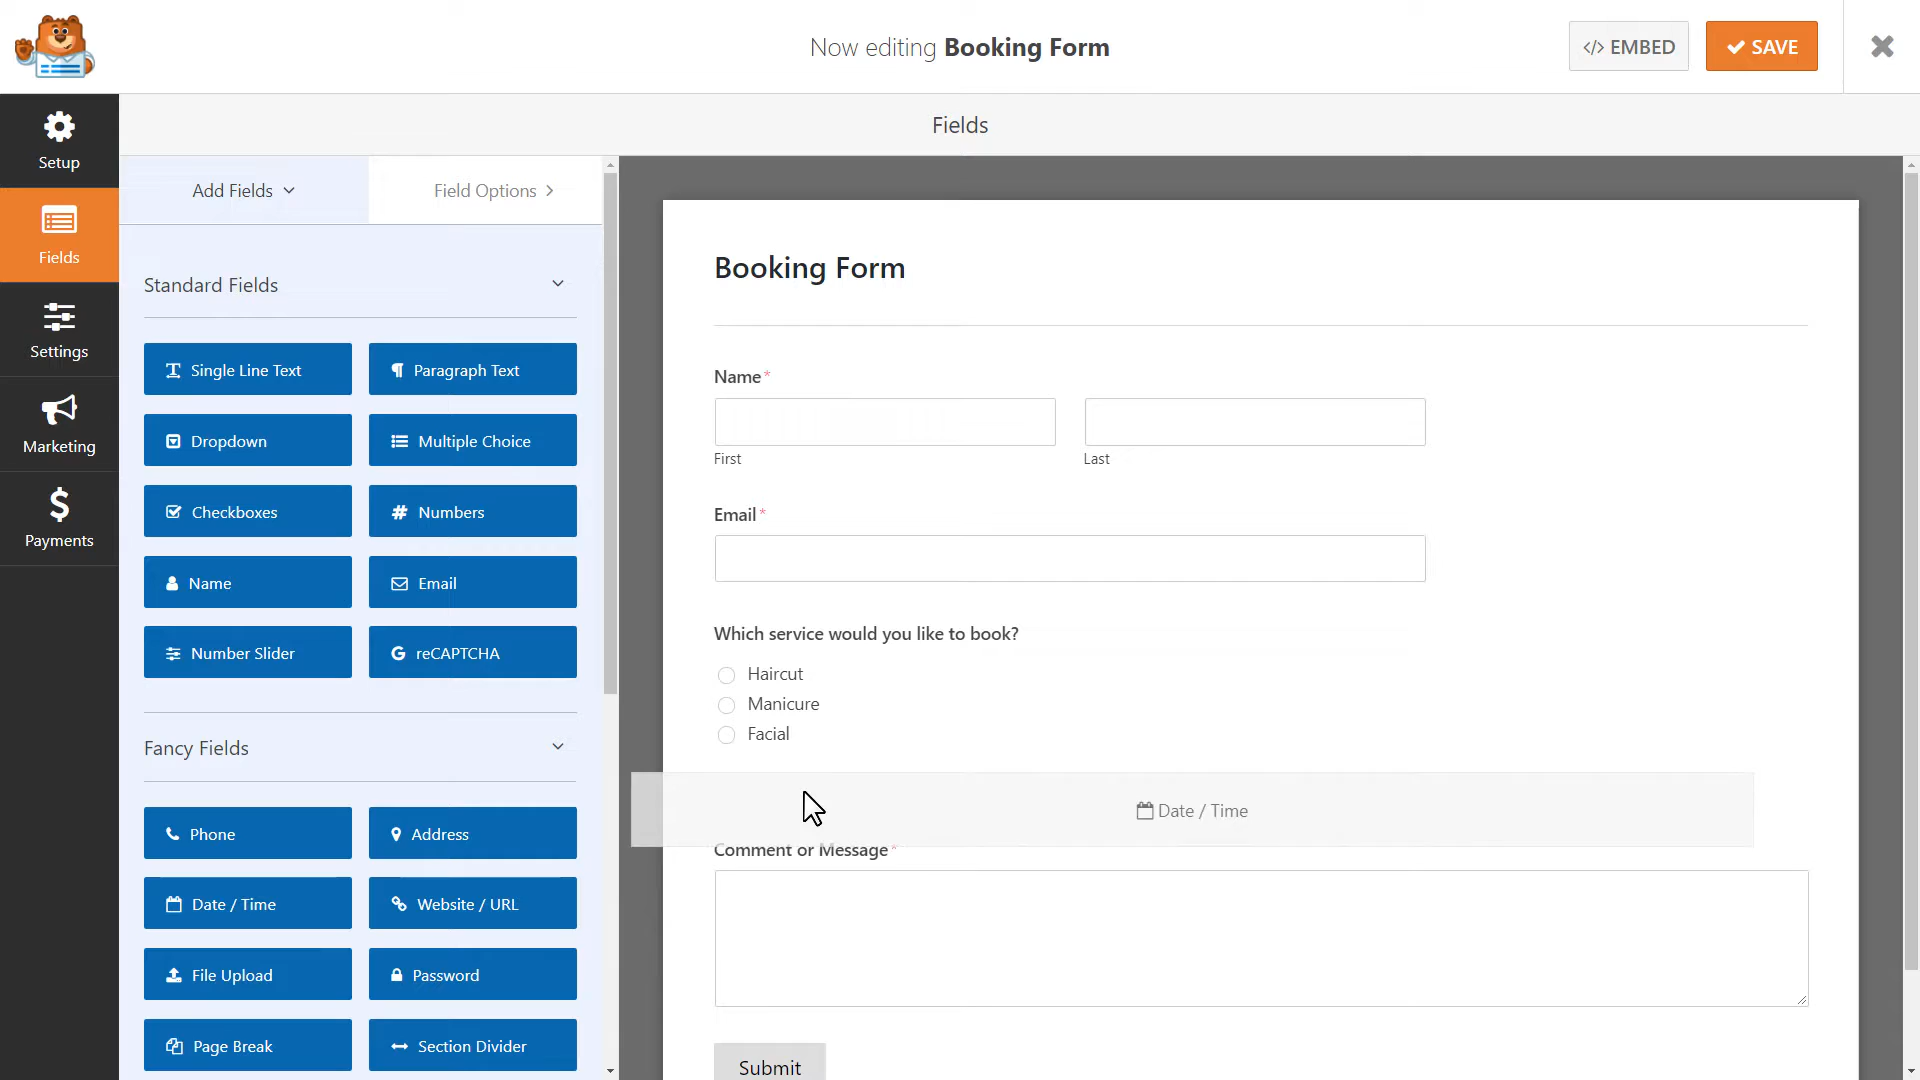 Now editing Booking Form
</> EMBED
SAVE
Fields
Setup
Fields
Settings
Marketing
Payments
Add Fields
Field Options
Standard Fields
Single Line Text
Paragraph Text
Dropdown
Multiple Choice
Checkboxes
Numbers
Name
Email
Number Slider
reCAPTCHA
Fancy Fields
Phone
Address
Date / Time
Website / URL
File Upload
Password
Page Break
Section Divider
Booking Form
Name*
First
Last
Email*
Which service would you like to book?
Haircut
Manicure
Facial
Date / Time
Comment or Message*
Submit